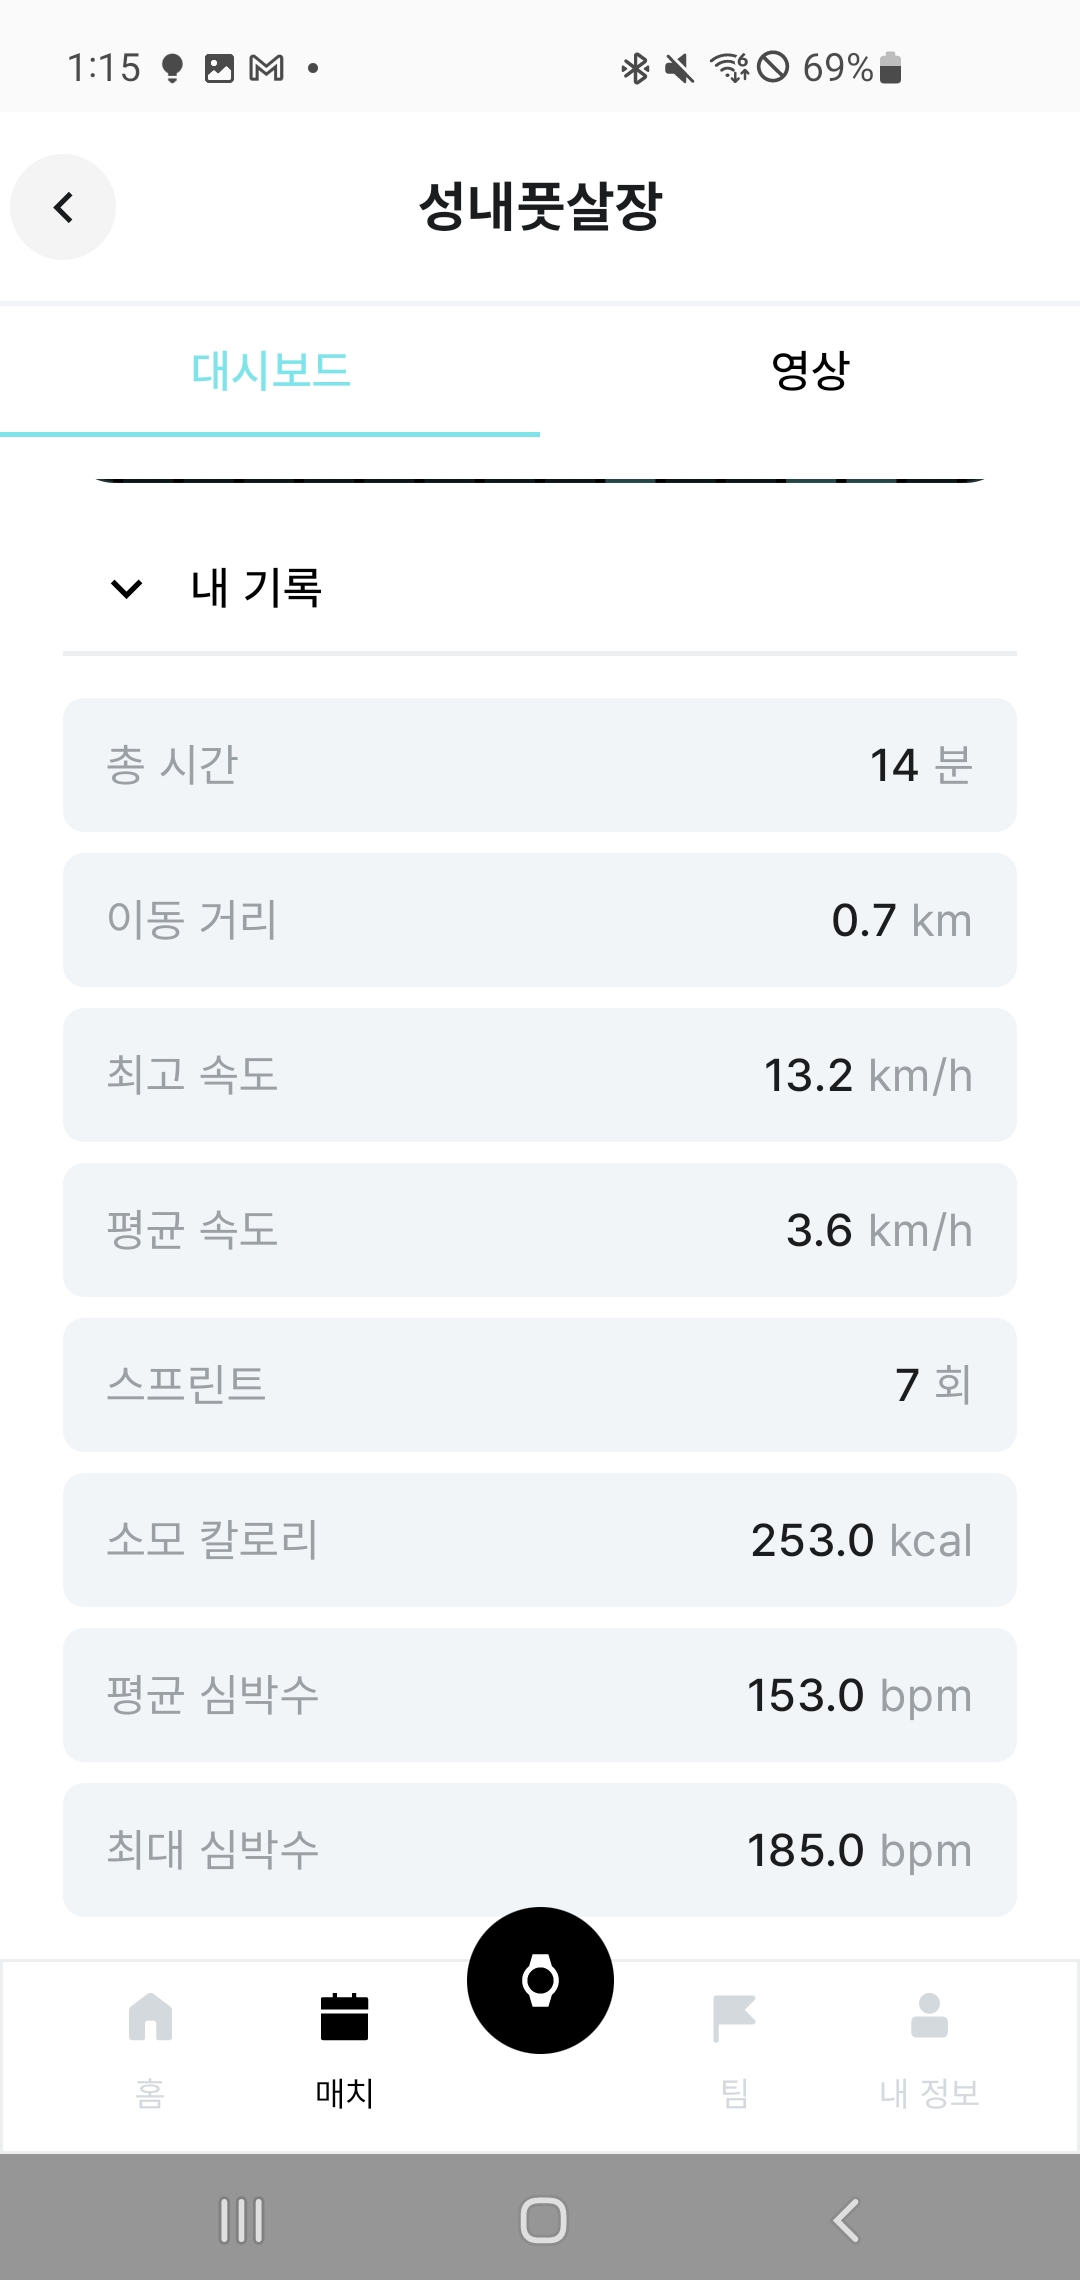 1:15
69%
성내풋살장
대시보드
영상
내 기록
총 시간 14 분
이동 거리 0.7 km
최고 속도 13.2 km/h
평균 속도 3.6 km/h
스프린트 7 회
소모 칼로리 253.0 kcal
평균 심박수 153.0 bpm
최대 심박수 185.0 bpm
홈
매치
팀
내 정보